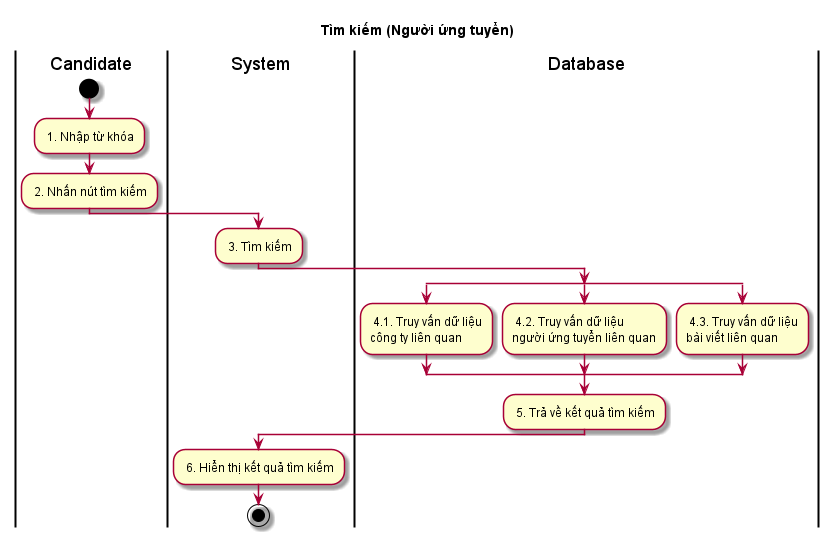 Tìm kiếm (Người ứng tuyển)
Candidate
System
Database
1. Nhập từ khóa
2. Nhấn nút tìm kiếm
3. Tìm kiếm
4.1. Truy vấn dữ liệu
công ty liên quan
4.2. Truy vấn dữ liệu
người ứng tuyển liên quan
4.3. Truy vấn dữ liệu
bài viết liên quan
5. Trả về kết quả tìm kiếm
6. Hiển thị kết quả tìm kiếm